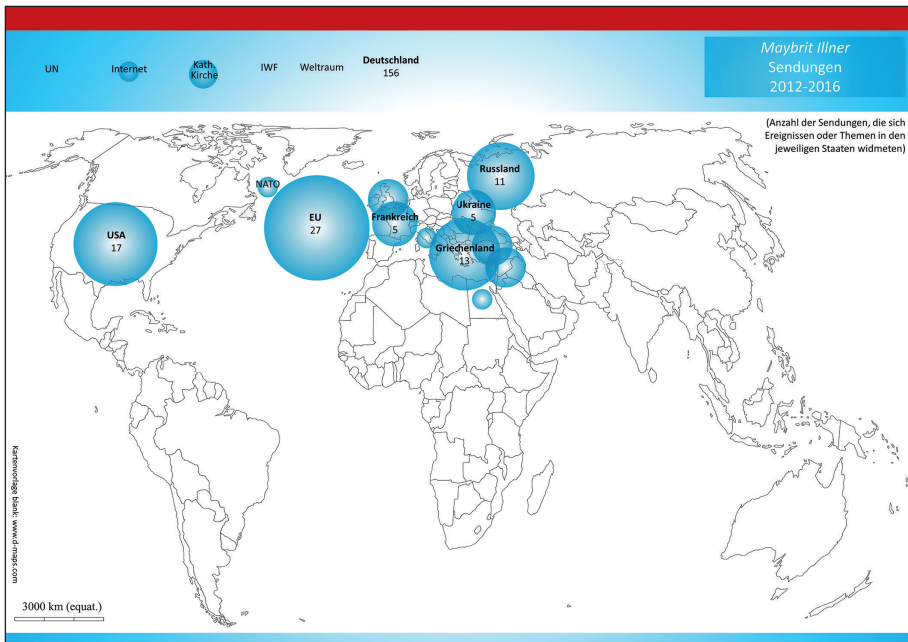 UN
Internet
Kath.
Kirche
IWF
Weltraum
Deutschland
156
Maybrit Illner
Sendungen
2012-2016
(Anzahl der Sendungen, die sich
Ereignissen oder Themen in den
jeweiligen Staaten widmeten)
NATO
Russland
11
Ukraine
5
EU
27
Frankreich
5
USA
17
Griechenland
13
Kartenvorlage blank: www.d-maps.com
3000 km (equat.)